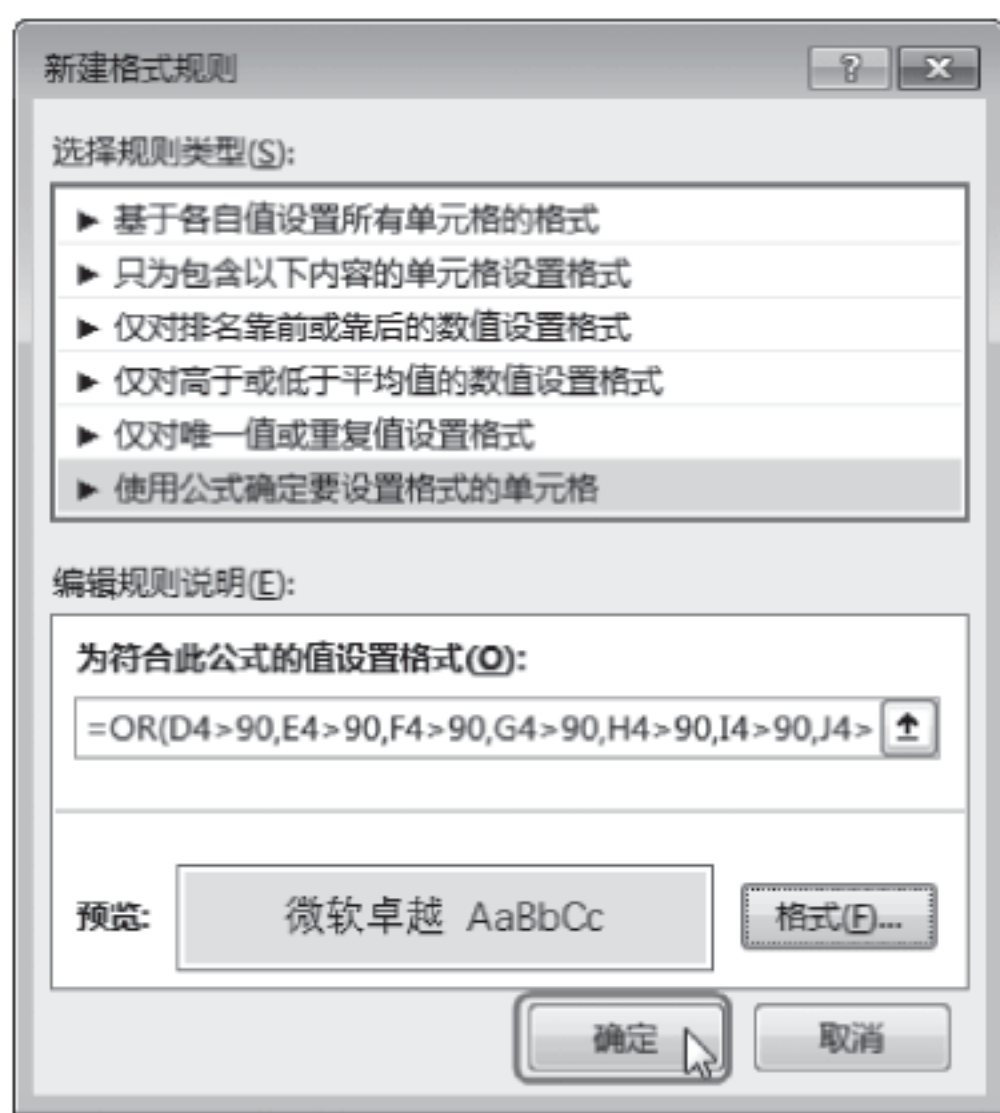 新建格式规则
选择规则类型(S):
► 基于各自值设置所有单元格的格式
► 只为包含以下内容的单元格设置格式
► 仅对排名靠前或靠后的数值设置格式
► 仅对高于或低于平均值的数值设置格式
► 仅对唯一值或重复值设置格式
► 使用公式确定要设置格式的单元格
编辑规则说明(E):
为符合此公式的值设置格式(O):
=OR(D4>90,E4>90,F4>90,G4>90,H4>90,I4>90,J4>
预览: 微软卓越 AaBbCc 格式(F)...
确定 取消